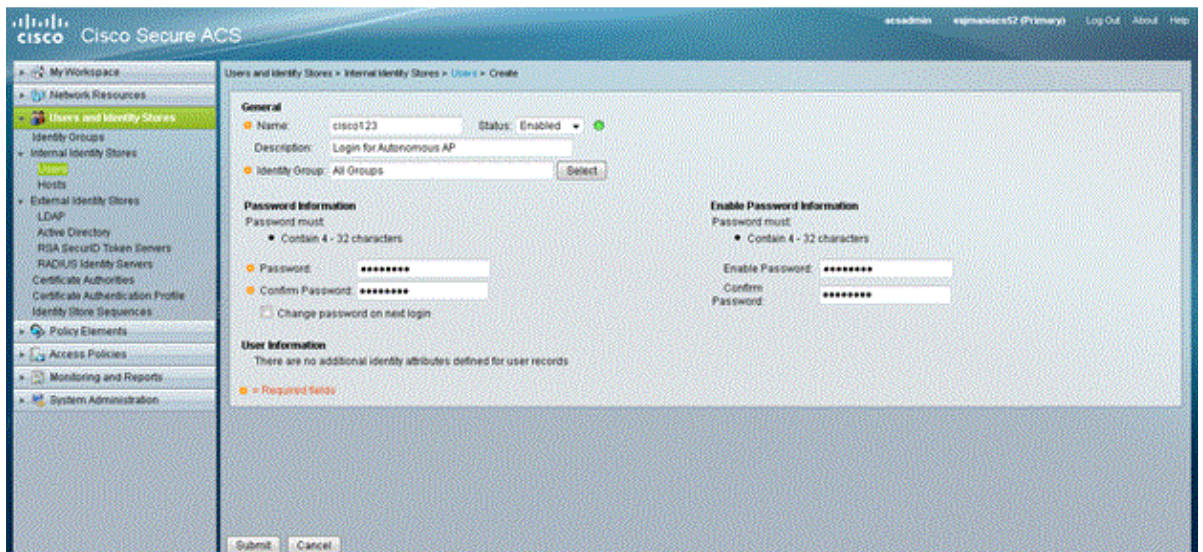 CISCO Cisco Secure ACS
acsadmin (Primary) Log Out About Help
My Workspace
Network Resources
Users and Identity Stores
Identity Groups
Internal Identity Stores
Users
Hosts
External Identity Stores
LDAP
Active Directory
RSA SecurID Token Servers
RADIUS Identity Servers
Certificate Authorities
Certificate Authentication Profile
Identity Store Sequences
Policy Elements
Access Policies
Monitoring and Reports
System Administration
Users and Identity Stores > Internal Identity Stores > Users > Create
General
Name: cisco123 Status: Enabled
Description: Login for Autonomous AP
Identity Group: All Groups Select
Password Information
Password must:
• Contain 4 - 32 characters
Password:
Confirm Password:
Change password on next login
Enable Password Information
Password must:
• Contain 4 - 32 characters
Enable Password:
Confirm
Password:
User Information
There are no additional identity attributes defined for user records
= Required fields
Submit Cancel